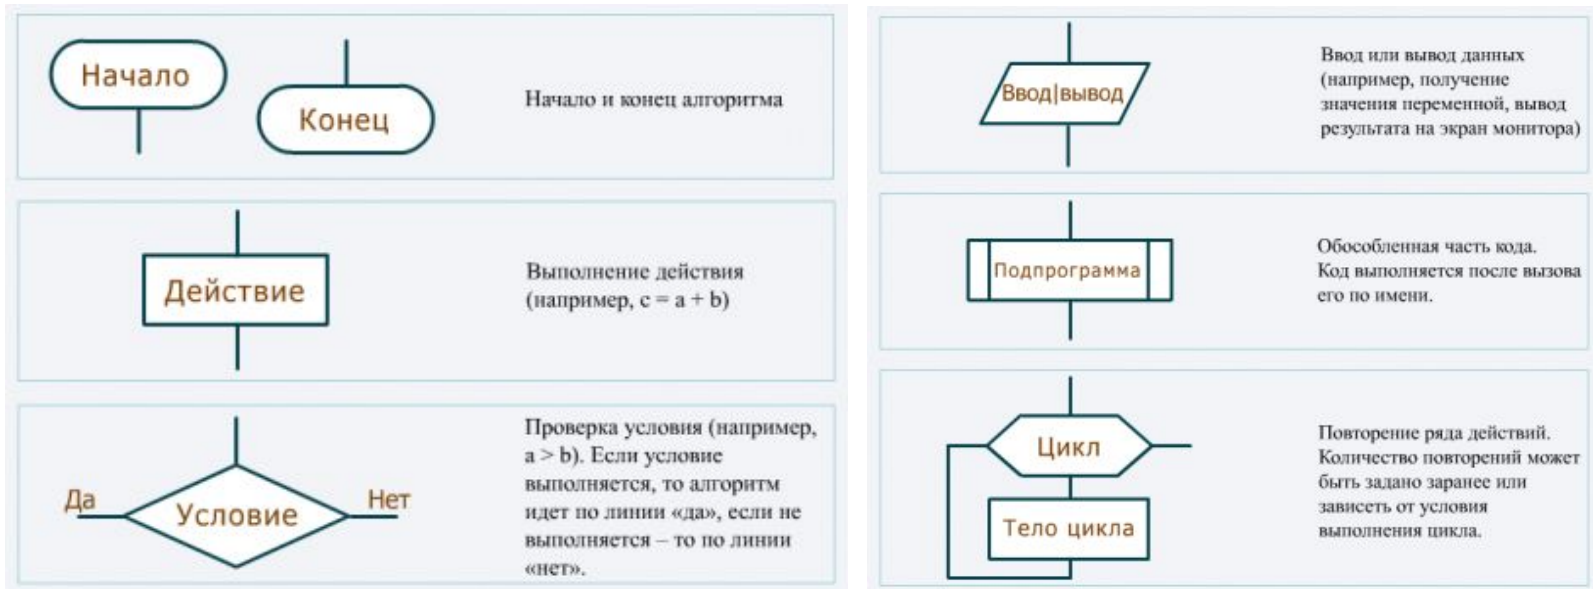 Начало
Конец
Начало и конец алгоритма
Действие
Выполнение действия
(например, c = a + b)
Да
Условие
Нет
Проверка условия (например,
a > b). Если условие
выполняется, то алгоритм
идет по линии «да», если не
выполняется – то по линии
«нет».
Ввод|вывод
Ввод или вывод данных
(например, получение
значения переменной, вывод
результата на экран монитора)
Подпрограмма
Обособленная часть кода.
Код выполняется после вызова
его по имени.
Цикл
Тело цикла
Повторение ряда действий.
Количество повторений может
быть задано заранее или
зависеть от условия
выполнения цикла.